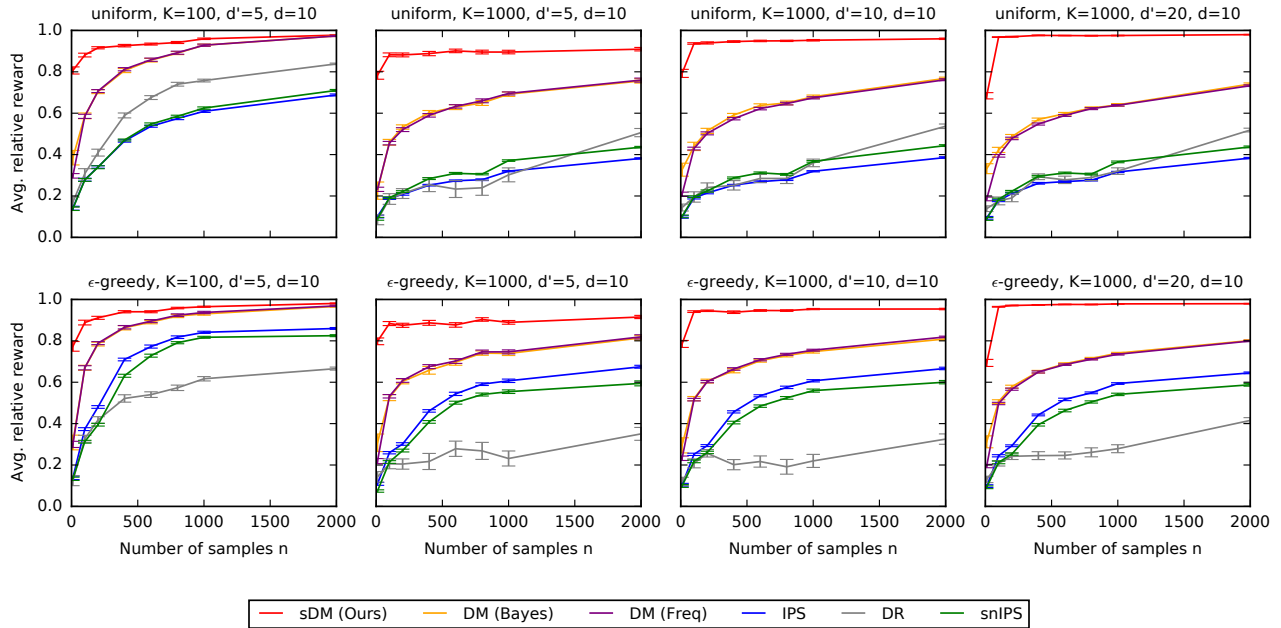 uniform, K=100, d'=5, d=10
uniform, K=1000, d'=5, d=10
uniform, K=1000, d'=10, d=10
uniform, K=1000, d'=20, d=10
Avg. relative reward
1.0
0.8
0.6
0.4
0.2
0.0
ϵ-greedy, K=100, d'=5, d=10
ϵ-greedy, K=1000, d'=5, d=10
ϵ-greedy, K=1000, d'=10, d=10
ϵ-greedy, K=1000, d'=20, d=10
Avg. relative reward
1.0
0.8
0.6
0.4
0.2
0.0
0 500 1000 1500 2000
0 500 1000 1500 2000
0 500 1000 1500 2000
0 500 1000 1500 2000
Number of samples n
Number of samples n
Number of samples n
Number of samples n
sDM (Ours) DM (Bayes) DM (Freq) IPS DR snIPS